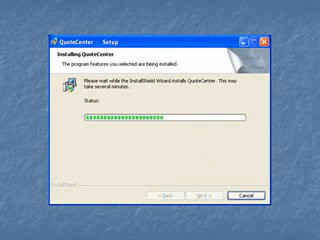 QuoteCenter - Setup
Installing QuoteCenter
The program features you selected are being installed.
Please wait while the InstallShield Wizard installs QuoteCenter. This may
take several minutes.
Status:
InstallShield
< Back
Next >
Cancel